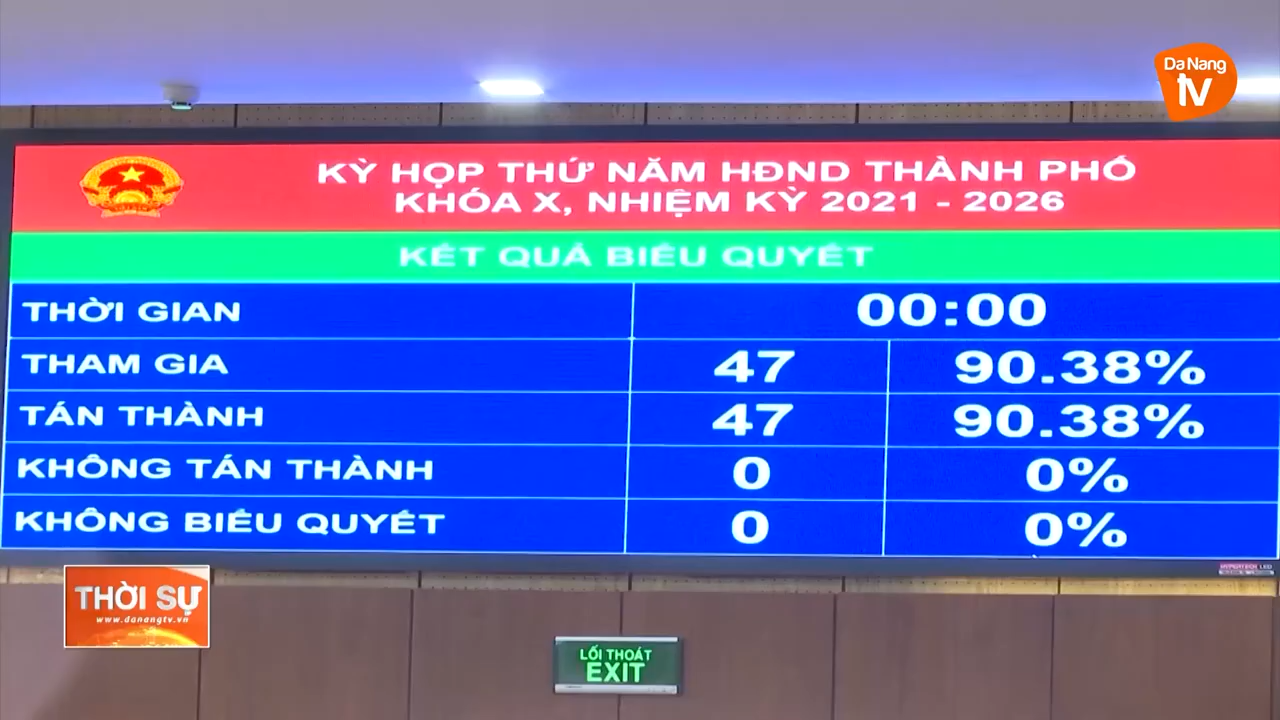 Da Nang
tv
KỲ HỌP THỨ NĂM HĐND THÀNH PHỐ
KHÓA X, NHIỆM KỲ 2021 - 2026
KẾT QUẢ BIỂU QUYẾT
THỜI GIAN 00:00
THAM GIA 47 90.38%
TÁN THÀNH 47 90.38%
KHÔNG TÁN THÀNH 0 0%
KHÔNG BIỂU QUYẾT 0 0%
THỜI SỰ
www.danangtv.vn
LỐI THOÁT
EXIT